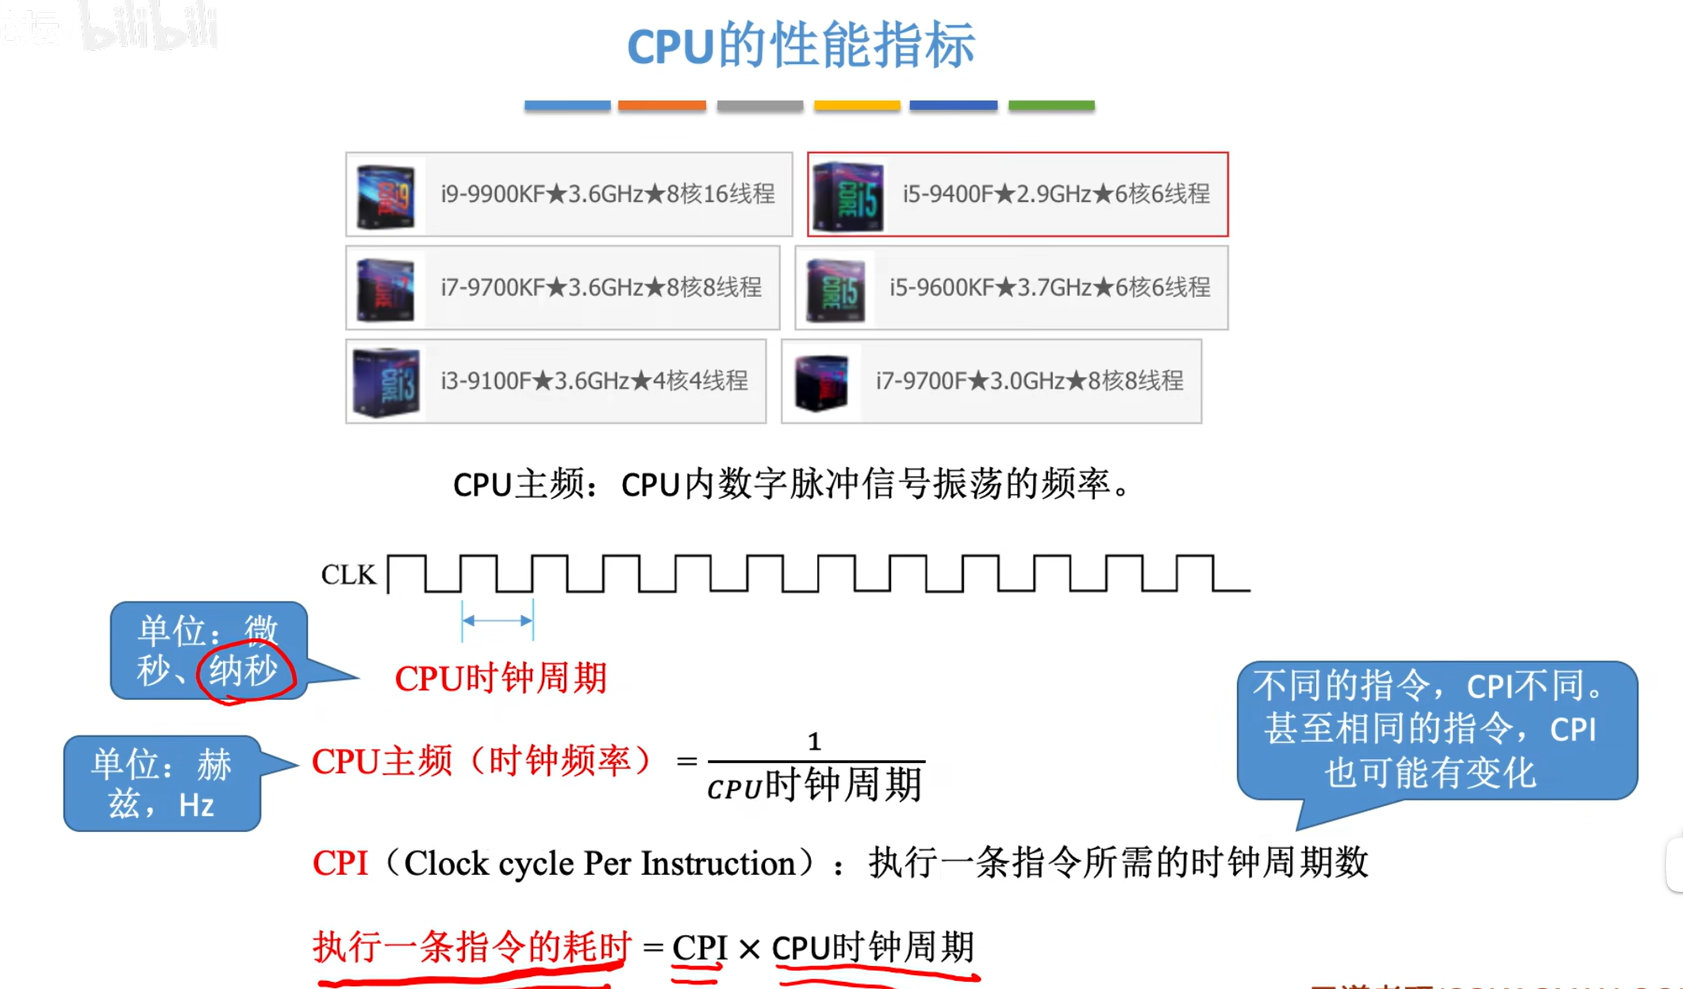 bilibili
CPU的性能指标
i9-9900KF★3.6GHz★8核16线程
i5-9400F★2.9GHz★6核6线程
i7-9700KF★3.6GHz★8核8线程
i5-9600KF★3.7GHz★6核6线程
i3-9100F★3.6GHz★4核4线程
i7-9700F★3.0GHz★8核8线程
CPU主频：CPU内数字脉冲信号振荡的频率。
CLK
单位：微
秒、纳秒
CPU时钟周期
不同的指令，CPI不同。
甚至相同的指令，CPI
也可能有变化
单位：赫
兹，Hz
CPU主频（时钟频率）= 1
CPU时钟周期
CPI（Clock cycle Per Instruction）：执行一条指令所需的时钟周期数
执行一条指令的耗时 = CPI × CPU时钟周期